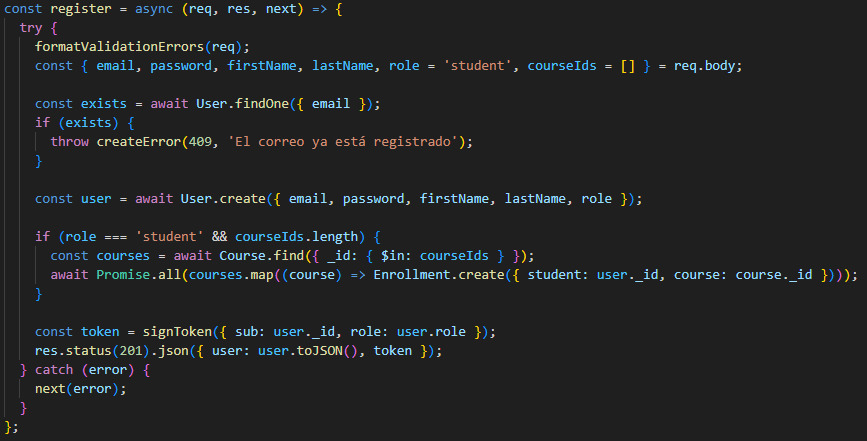 const register = async (req, res, next) => {
  try {
    formatValidationErrors(req);
    const { email, password, firstName, lastName, role = 'student', courseIds = [] } = req.body;

    const exists = await User.findOne({ email });
    if (exists) {
      throw createError(409, 'El correo ya está registrado');
    }

    const user = await User.create({ email, password, firstName, lastName, role });

    if (role === 'student' && courseIds.length) {
      const courses = await Course.find({ _id: { $in: courseIds } });
      await Promise.all(courses.map((course) => Enrollment.create({ student: user._id, course: course._id })));
    }

    const token = signToken({ sub: user._id, role: user.role });
    res.status(201).json({ user: user.toJSON(), token });
  } catch (error) {
    next(error);
  }
};